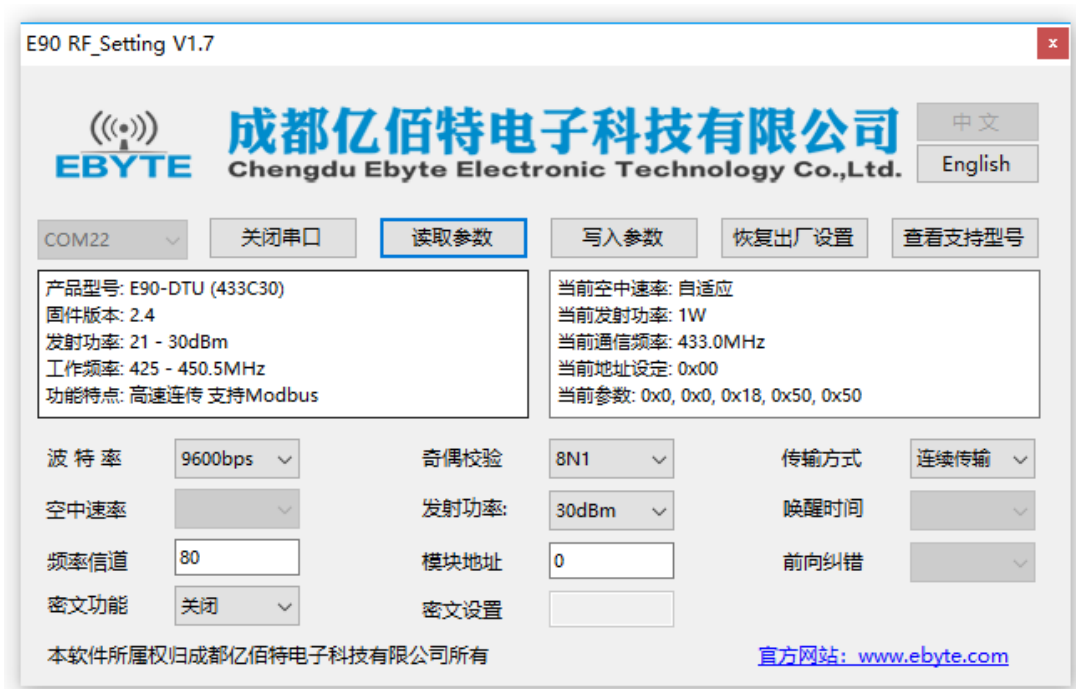 E90 RF_Setting V1.7
x
EBYTE
成都亿佰特电子科技有限公司
Chengdu Ebyte Electronic Technology Co.,Ltd.
中 文
English
COM22
关闭串口
读取参数
写入参数
恢复出厂设置
查看支持型号
产品型号: E90-DTU (433C30)
固件版本: 2.4
发射功率: 21 - 30dBm
工作频率: 425 - 450.5MHz
功能特点: 高速连传 支持Modbus
当前空中速率: 自适应
当前发射功率: 1W
当前通信频率: 433.0MHz
当前地址设定: 0x00
当前参数: 0x0, 0x0, 0x18, 0x50, 0x50
波 特 率 9600bps 奇偶校验 8N1 传输方式 连续传输
空中速率 发射功率: 30dBm 唤醒时间
频率信道 80 模块地址 0 前向纠错
密文功能 关闭 密文设置
本软件所属权归成都亿佰特电子科技有限公司所有 官方网站：www.ebyte.com